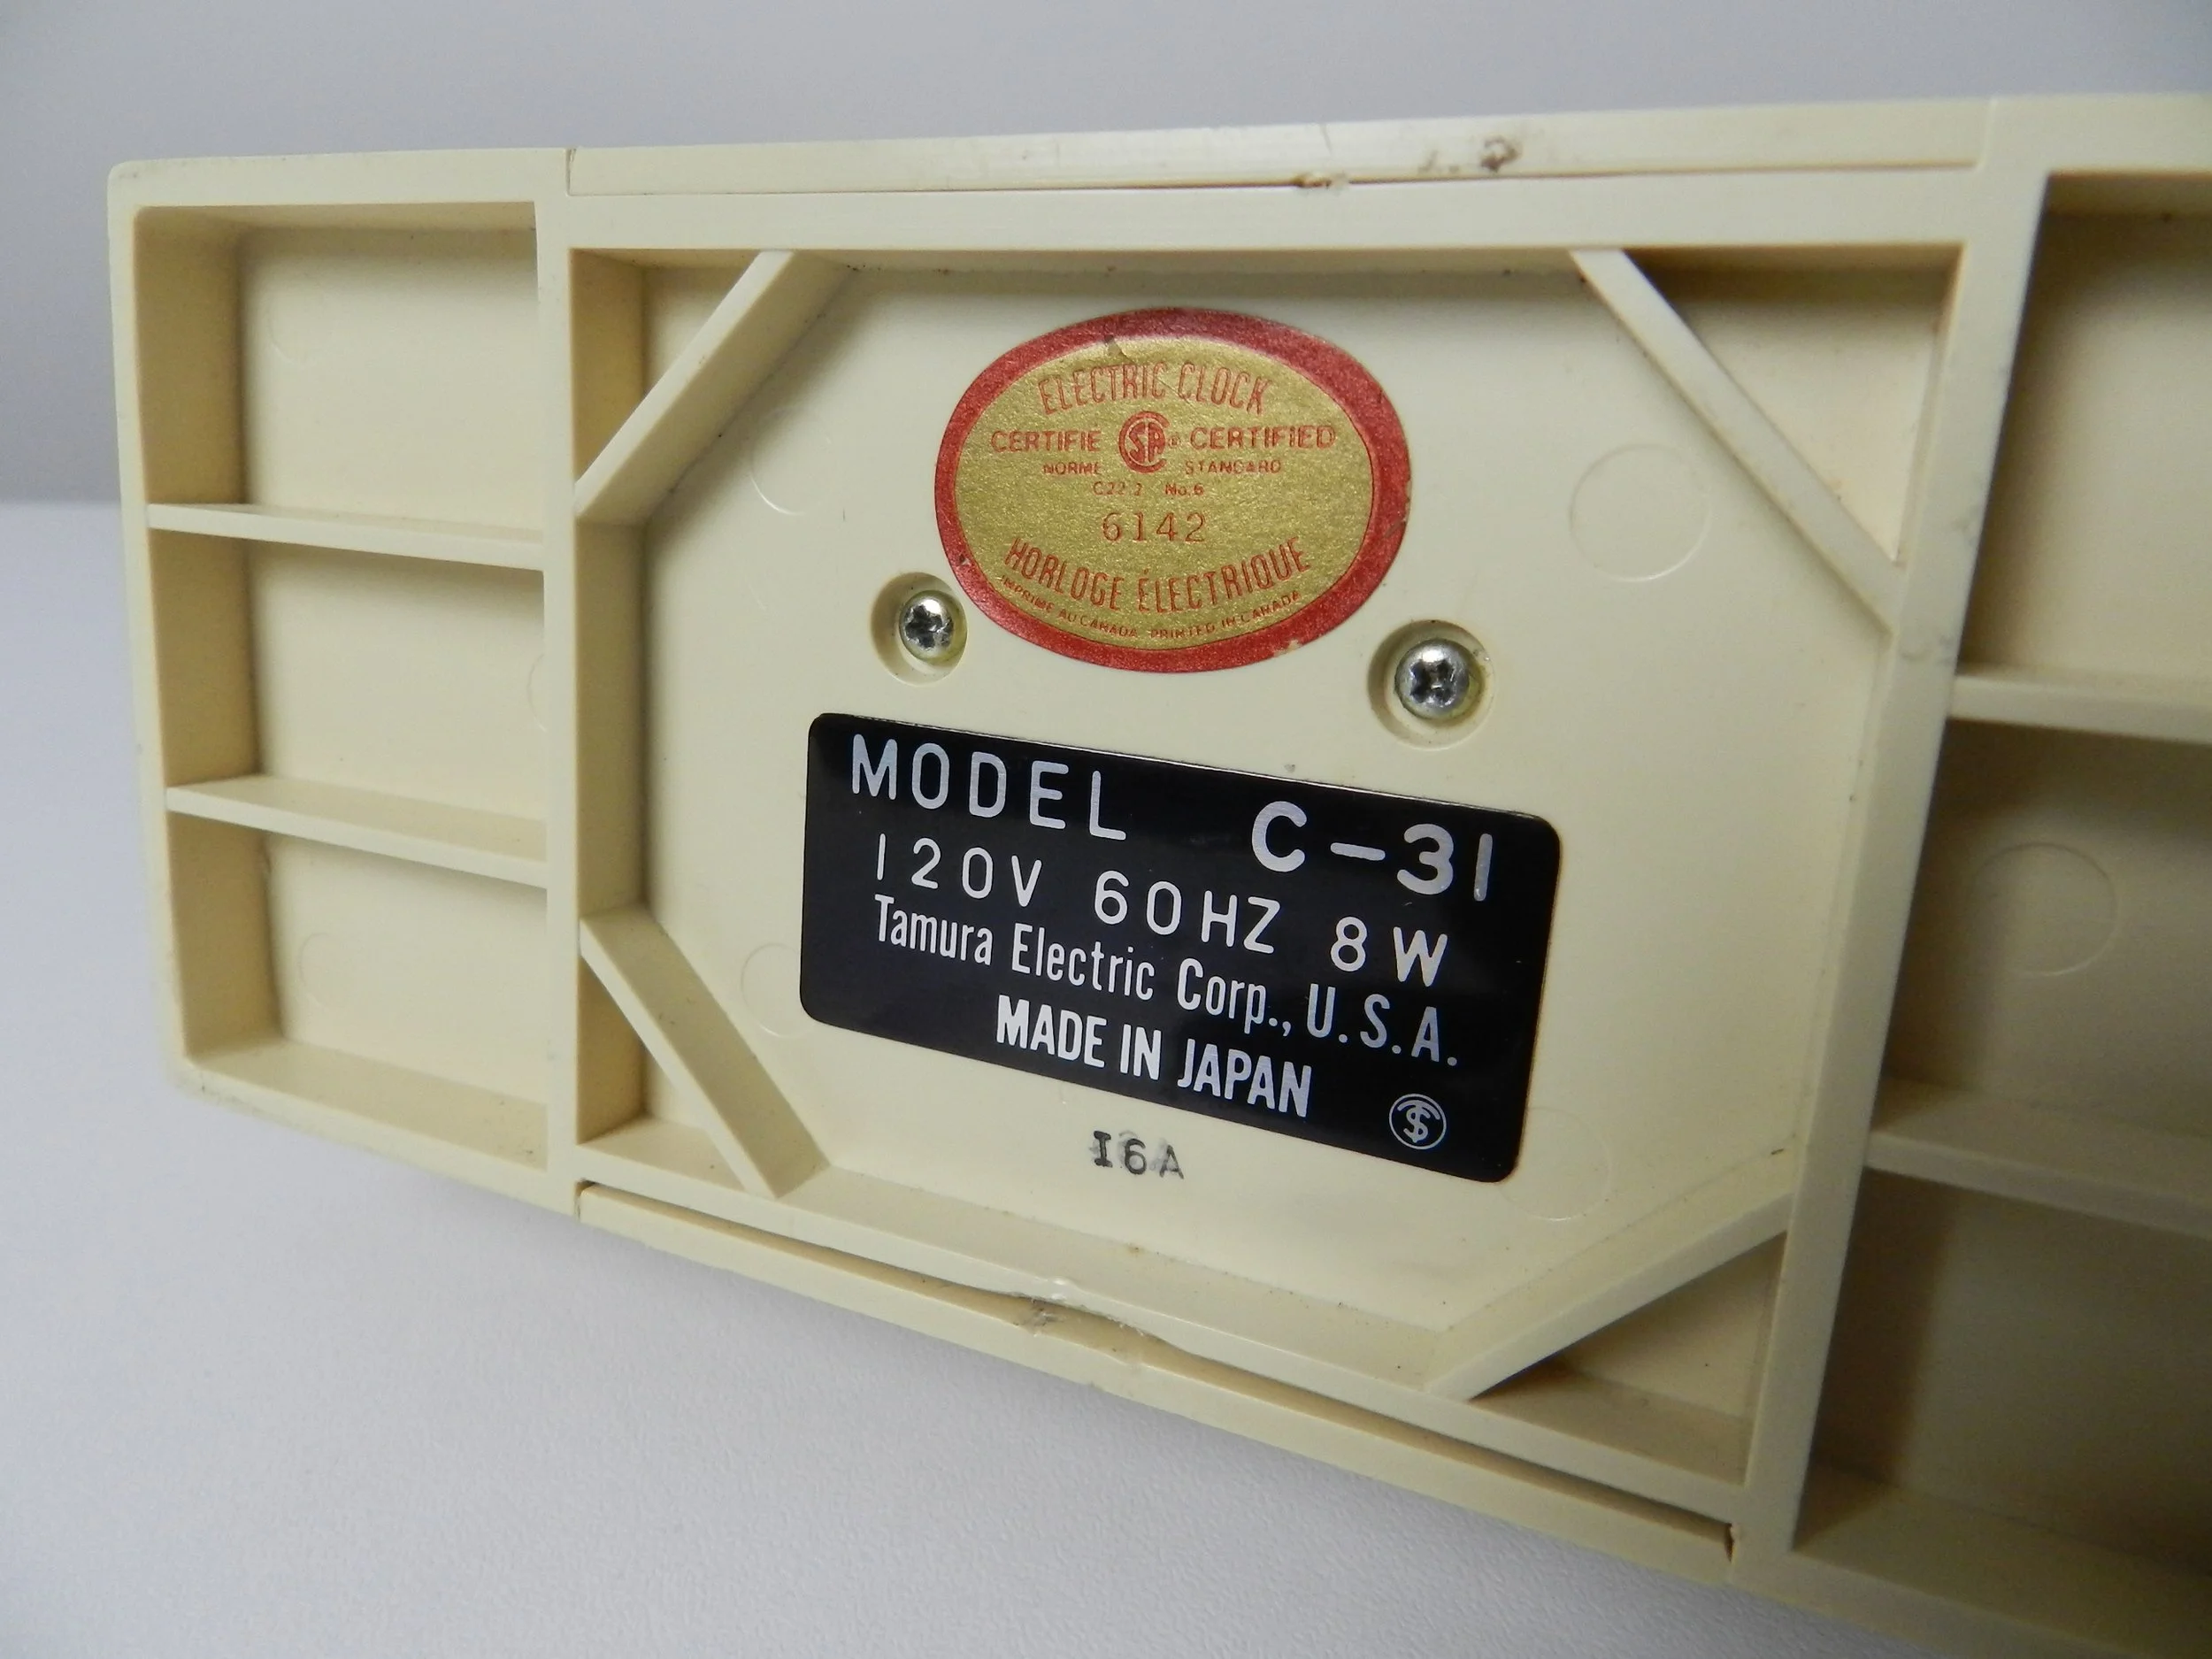 ELECTRIC CLOCK
CERTIFIE CSA® CERTIFIED
NORME STANDARD
C22.2 No.6
6142
HORLOGE ÉLECTRIQUE
IMPRIMÉ AU CANADA PRINTED IN CANADA
MODEL C-31
120V 60HZ 8W
Tamura Electric Corp., U.S.A.
MADE IN JAPAN
I6A